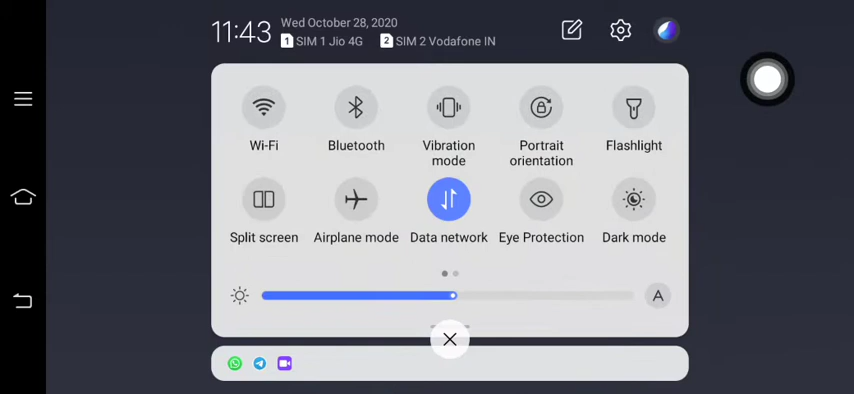 11:43
Wed October 28, 2020
1 SIM 1 Jio 4G 2 SIM 2 Vodafone IN
Wi-Fi Bluetooth Vibration mode Portrait orientation Flashlight
Split screen Airplane mode Data network Eye Protection Dark mode
A